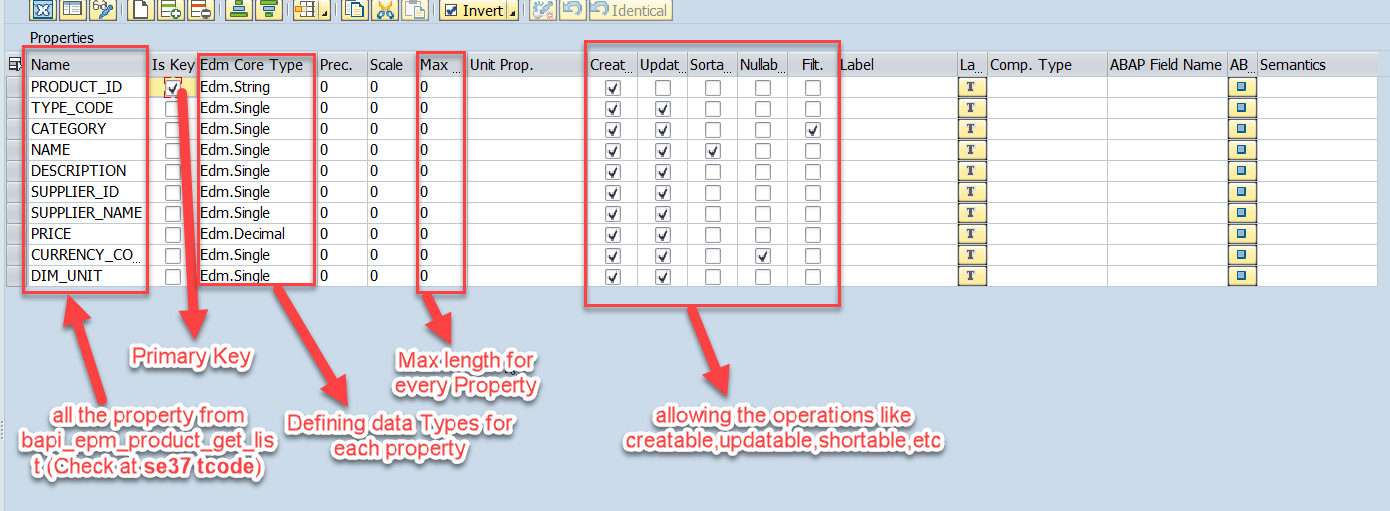 Invert Identical
Properties
Name Is Key Edm Core Type Prec. Scale Max ... Unit Prop. Creat... Updat... Sorta... Nullab... Filt. Label La... Comp. Type ABAP Field Name AB... Semantics
PRODUCT_ID Edm.String 0 0 0 T
TYPE_CODE Edm.Single 0 0 0 T
CATEGORY Edm.Single 0 0 0 T
NAME Edm.Single 0 0 0 T
DESCRIPTION Edm.Single 0 0 0 T
SUPPLIER_ID Edm.Single 0 0 0 T
SUPPLIER_NAME Edm.Single 0 0 0 T
PRICE Edm.Decimal 0 0 0 T
CURRENCY_CO... Edm.Single 0 0 0 T
DIM_UNIT Edm.Single 0 0 0 T
Primary Key
Max length for
every Property
all the property from
bapi_epm_product_get_lis
t (Check at se37 tcode)
Defining data Types for
each property
allowing the operations like
creatable,updatable,shortable,etc